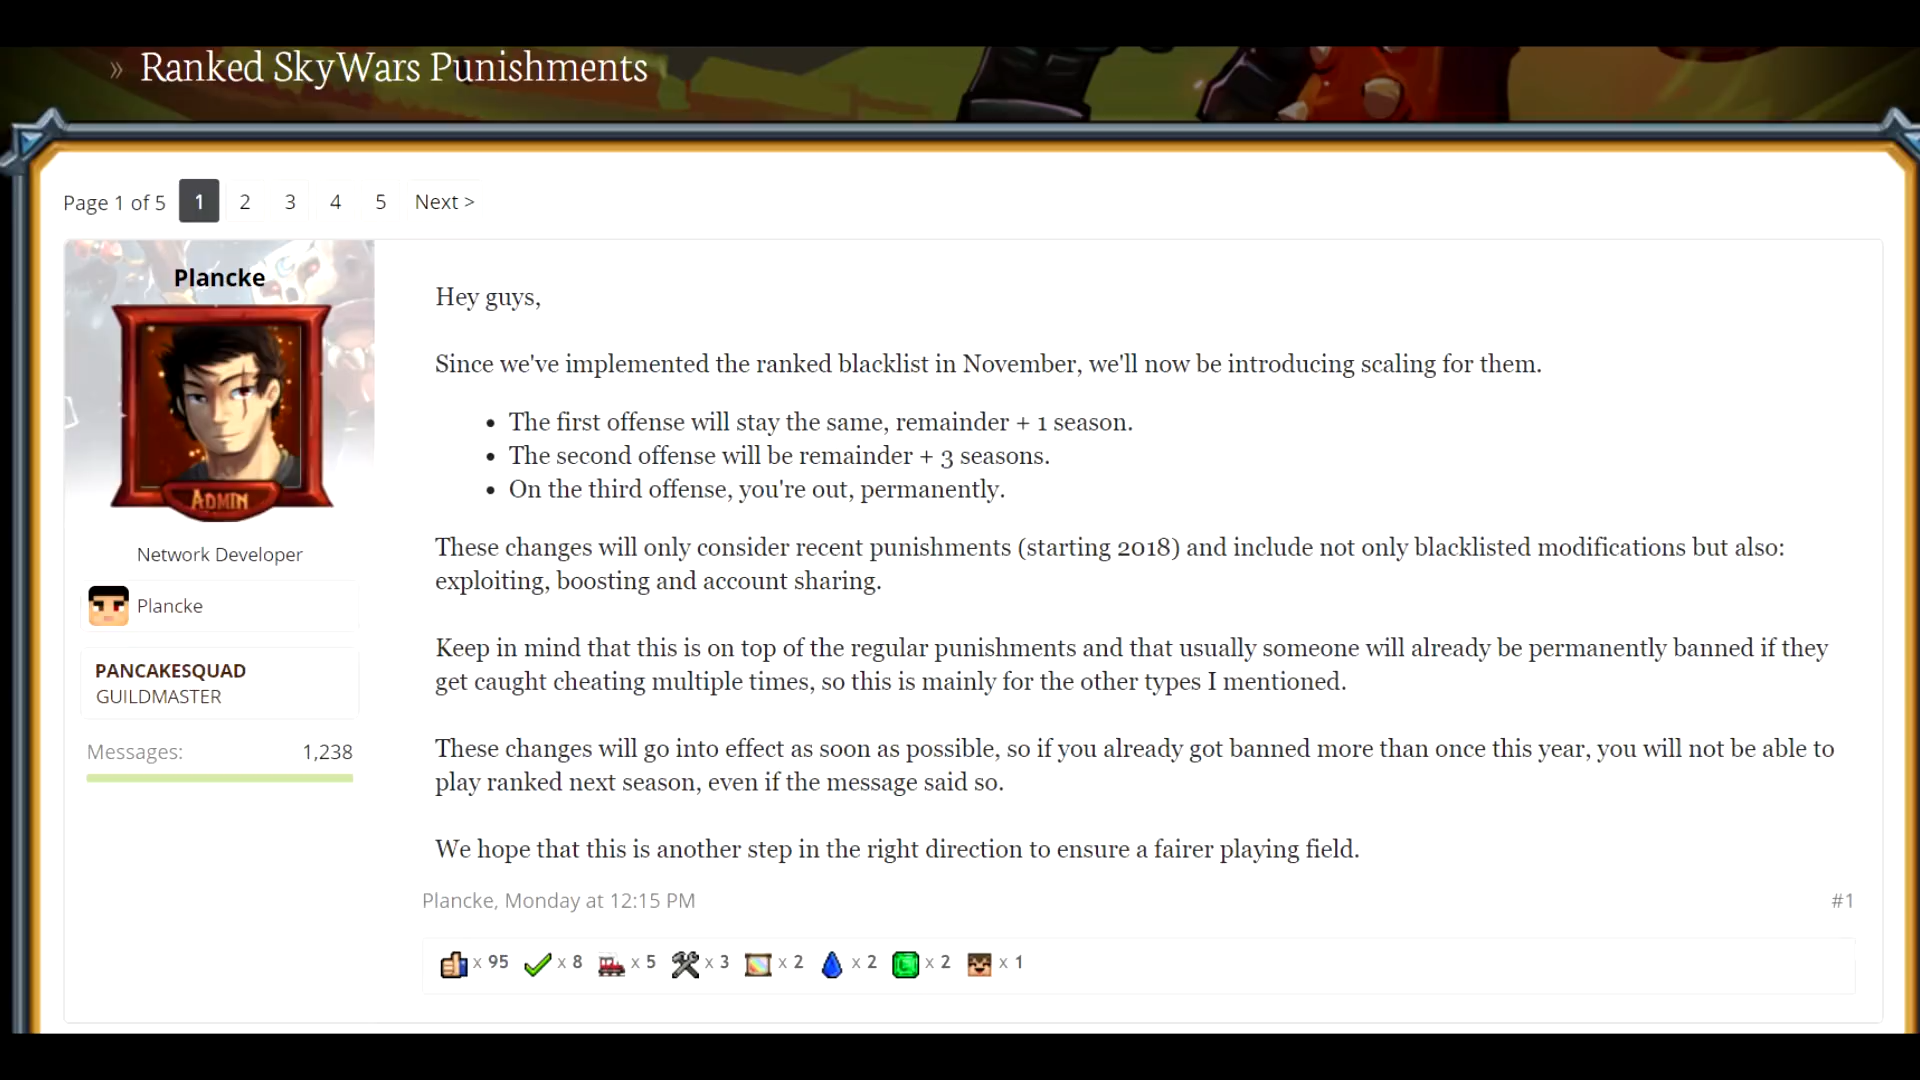 » Ranked SkyWars Punishments
Page 1 of 5 1 2 3 4 5 Next >
Plancke
ADMIN
Network Developer
Plancke
PANCAKESQUAD
GUILDMASTER
Messages: 1,238
Hey guys,
Since we've implemented the ranked blacklist in November, we'll now be introducing scaling for them.
• The first offense will stay the same, remainder + 1 season.
• The second offense will be remainder + 3 seasons.
• On the third offense, you're out, permanently.
These changes will only consider recent punishments (starting 2018) and include not only blacklisted modifications but also:
exploiting, boosting and account sharing.
Keep in mind that this is on top of the regular punishments and that usually someone will already be permanently banned if they
get caught cheating multiple times, so this is mainly for the other types I mentioned.
These changes will go into effect as soon as possible, so if you already got banned more than once this year, you will not be able to
play ranked next season, even if the message said so.
We hope that this is another step in the right direction to ensure a fairer playing field.
Plancke, Monday at 12:15 PM #1
x 95 x 8 x 5 x 3 x 2 x 2 x 2 x 1